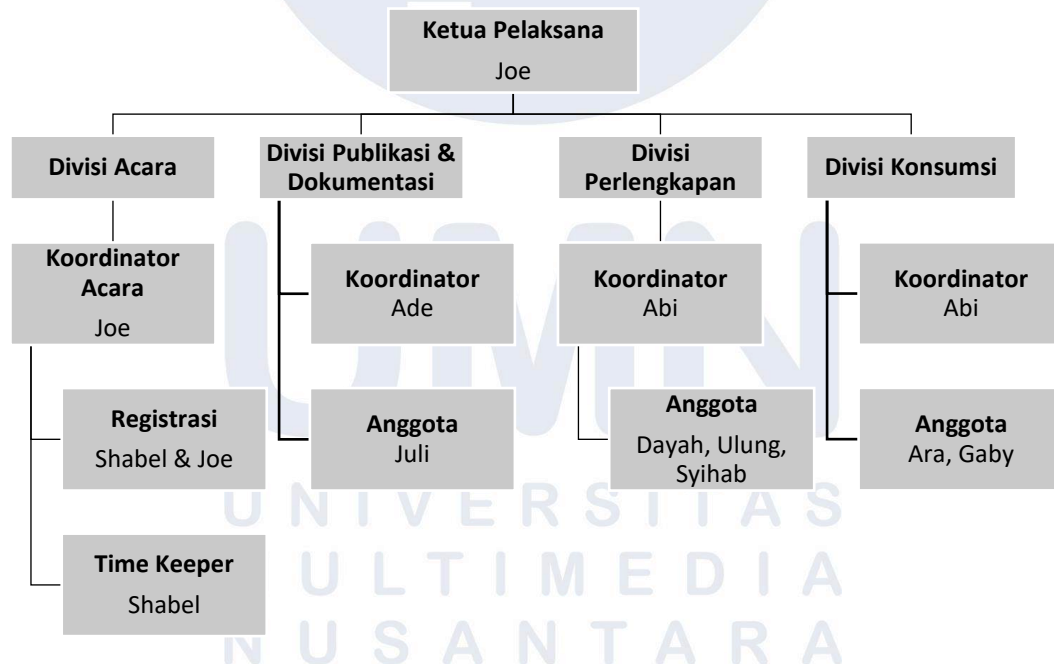 Ketua Pelaksana
Joe
Divisi Acara
Divisi Publikasi &
Dokumentasi
Divisi
Perlengkapan
Divisi Konsumsi
Koordinator
Acara
Joe
Koordinator
Ade
Koordinator
Abi
Koordinator
Abi
Registrasi
Shabel & Joe
Anggota
Juli
Anggota
Dayah, Ulung,
Syihab
Anggota
Ara, Gaby
Time Keeper
Shabel
UMN
UNIVERSITAS
MULTIMEDIA
NUSANTARA